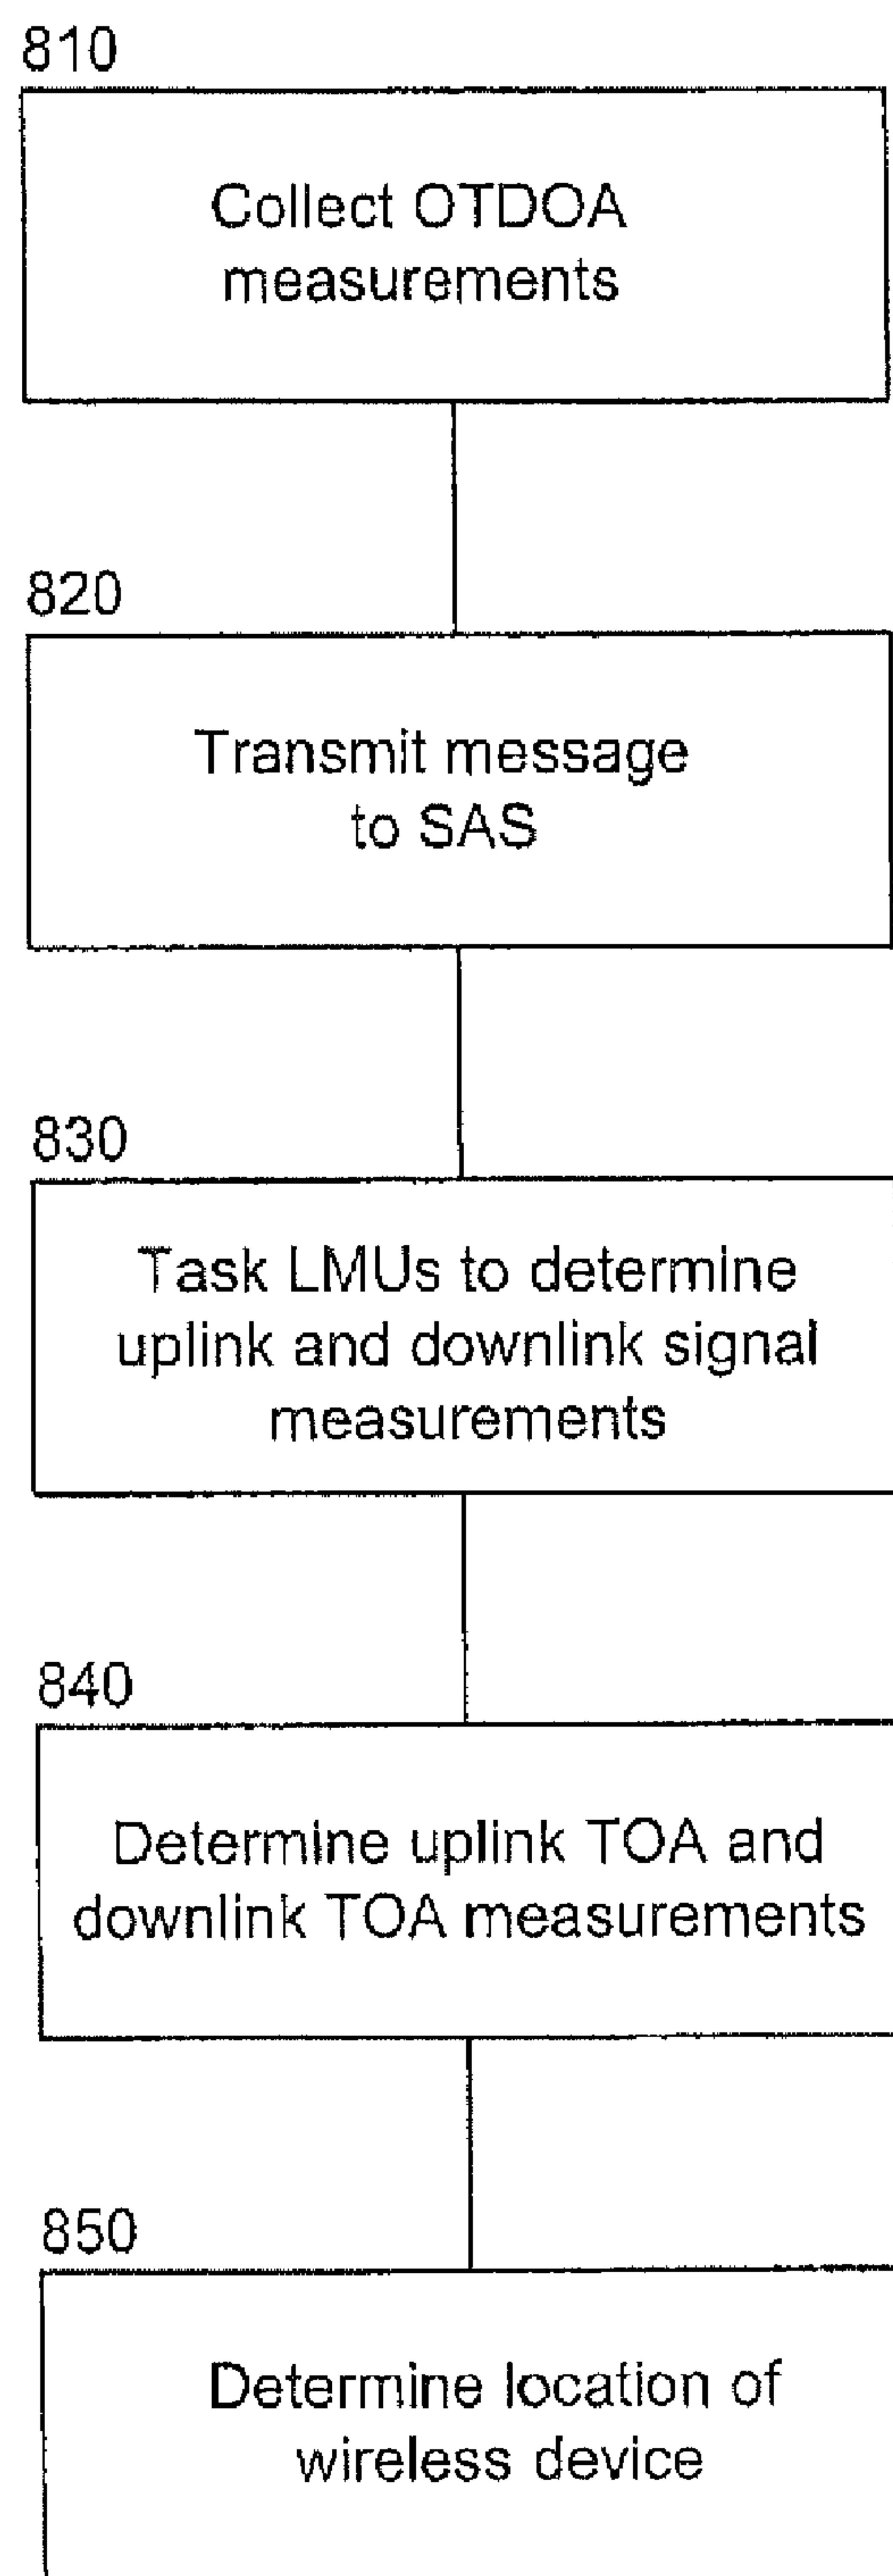 810
Collect OTDOA
measurements
820
Transmit message
to SAS
830
Task LMUs to determine
uplink and downlink signal
measurements
840
Determine uplink TOA and
downlink TOA measurements
850
Determine location of
wireless device